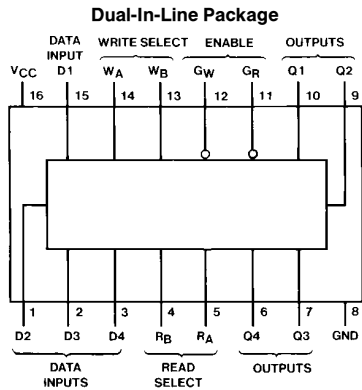 Dual-In-Line Package
DATA
INPUT WRITE SELECT ENABLE OUTPUTS
VCC D1 WA WB GW GR Q1 Q2
16 15 14 13 12 11 10 9
1 2 3 4 5 6 7 8
D2 D3 D4 RB RA Q4 Q3 GND
DATA READ OUTPUTS
INPUTS SELECT